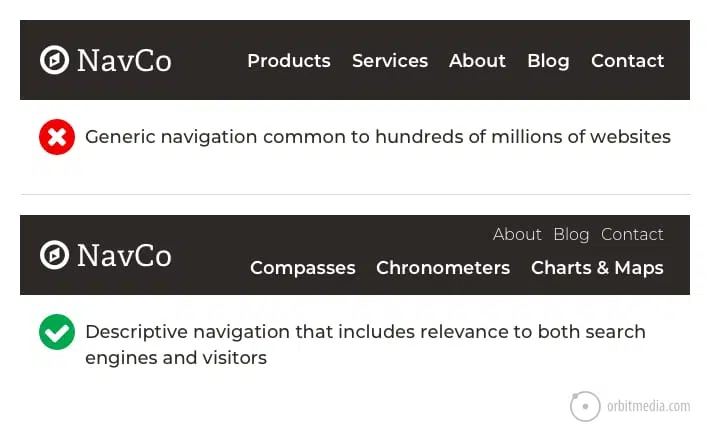 NavCo
Products Services About Blog Contact
Generic navigation common to hundreds of millions of websites
About Blog Contact
NavCo
Compasses Chronometers Charts & Maps
Descriptive navigation that includes relevance to both search
engines and visitors
orbitmedia.com